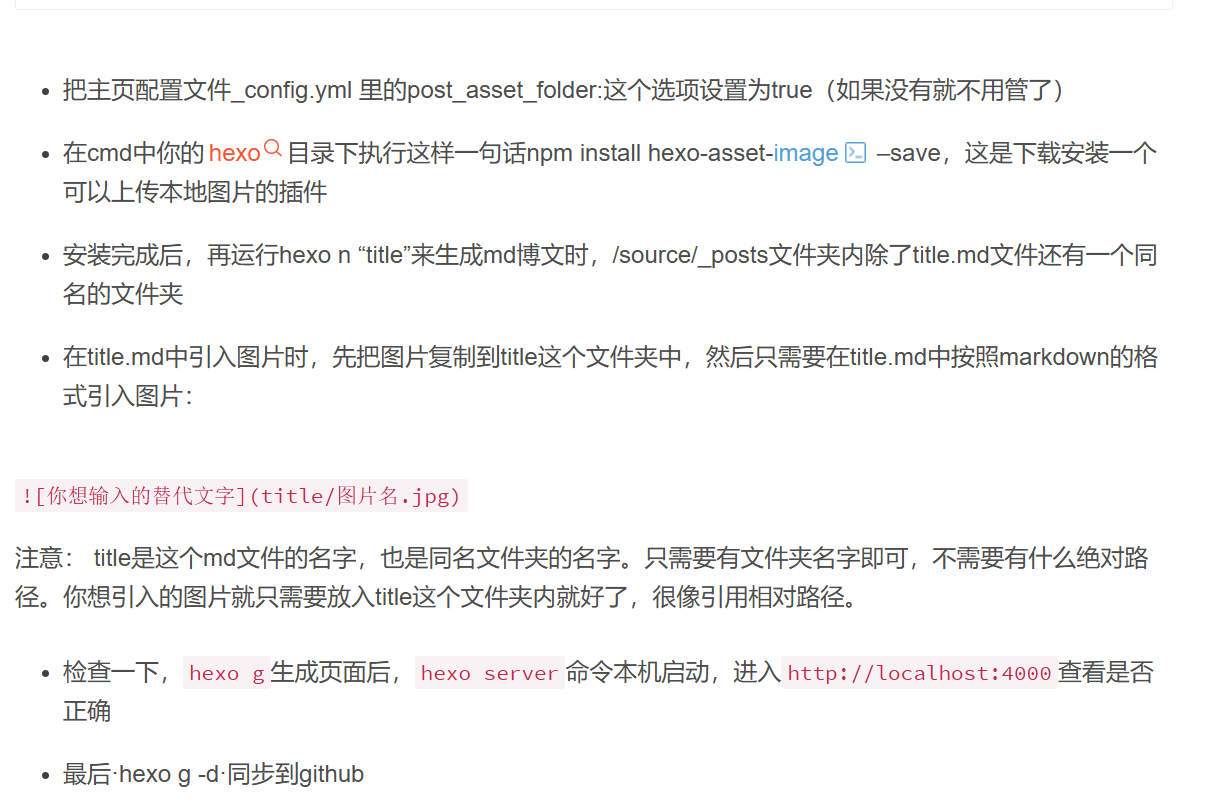 把主页配置文件_config.yml 里的post_asset_folder:这个选项设置为true（如果没有就不用管了）
在cmd中你的 hexo 目录下执行这样一句话npm install hexo-asset-image –save，这是下载安装一个
可以上传本地图片的插件
安装完成后，再运行hexo n “title”来生成md博文时，/source/_posts文件夹内除了title.md文件还有一个同
名的文件夹
在title.md中引入图片时，先把图片复制到title这个文件夹中，然后只需要在title.md中按照markdown的格
式引入图片：
![你想输入的替代文字](title/图片名.jpg)
注意： title是这个md文件的名字，也是同名文件夹的名字。只需要有文件夹名字即可，不需要有什么绝对路
径。你想引入的图片就只需要放入title这个文件夹内就好了，很像引用相对路径。
检查一下，hexo g生成页面后，hexo server命令本机启动，进入http://localhost:4000查看是否
正确
最后·hexo g -d·同步到github